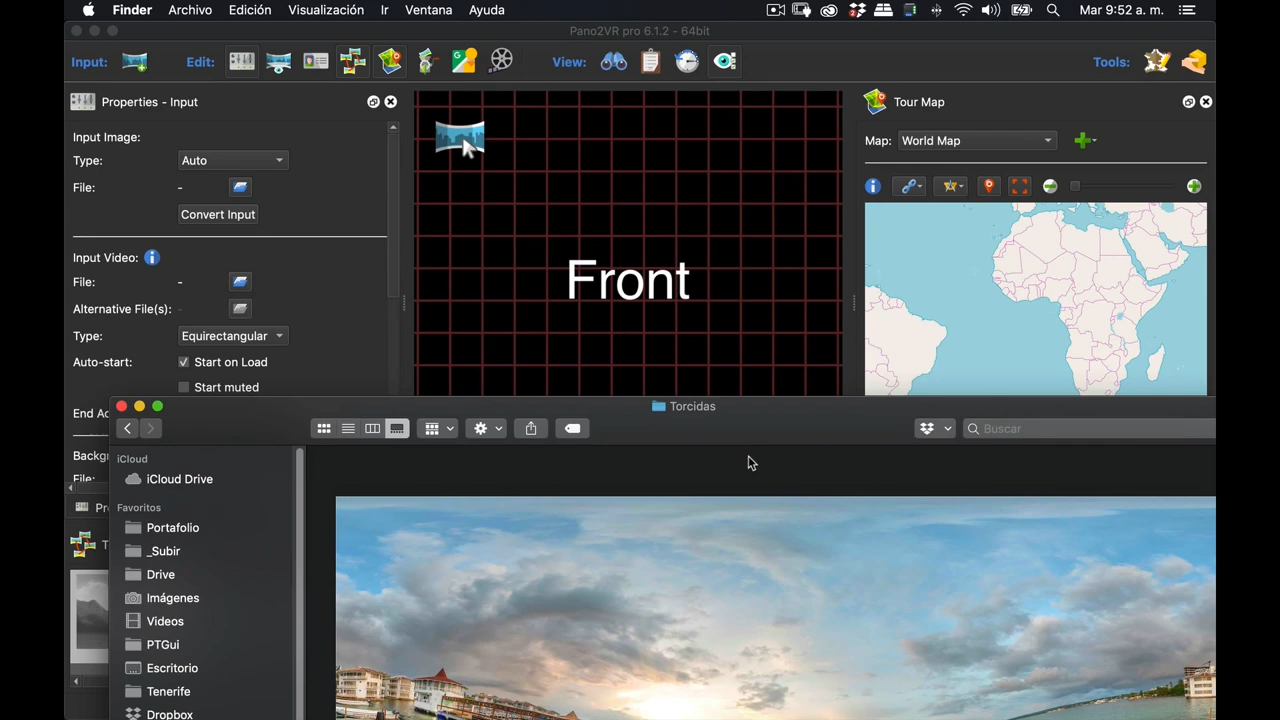 Finder Archivo Edición Visualización Ir Ventana Ayuda Mar 9:52 a. m.
Pano2VR pro 6.1.2 - 64bit
Input: Edit: View: Tools:
Properties - Input
Input Image:
Type: Auto
File: -
Convert Input
Input Video:
File: -
Alternative File(s): -
Type: Equirectangular
Auto-start: Start on Load
Start muted
Front
Tour Map
Map: World Map
Torcidas
Buscar
iCloud
iCloud Drive
Favoritos
Portafolio
_Subir
Drive
Imágenes
Videos
PTGui
Escritorio
Tenerife
Dropbox